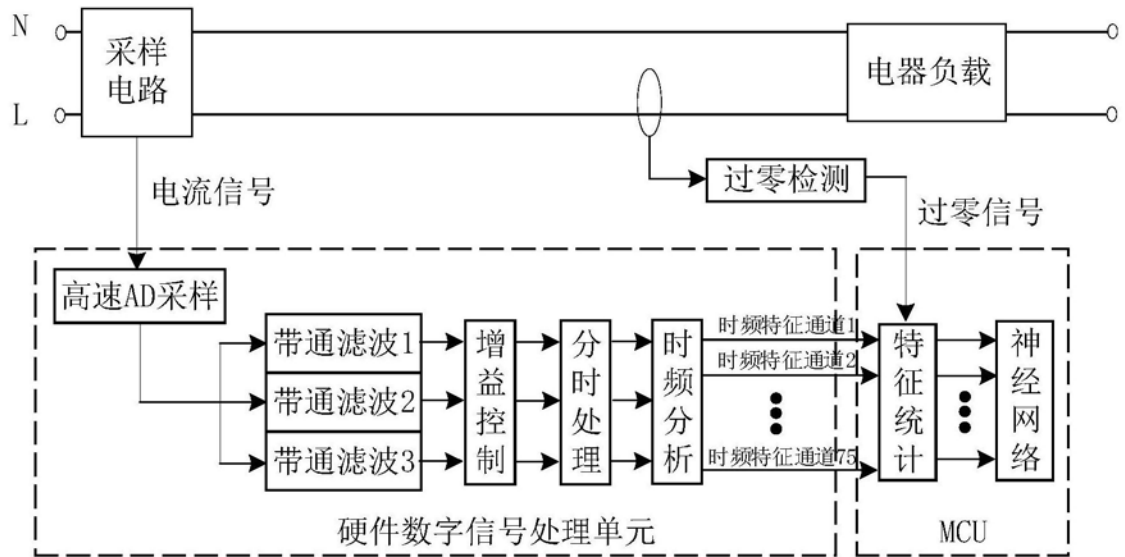 N
L
采样电路
电器负载
电流信号
过零检测
过零信号
高速AD采样
带通滤波1
带通滤波2
带通滤波3
增益控制
分时处理
时频分析
时频特征通道1
时频特征通道2
时频特征通道75
特征统计
神经网络
硬件数字信号处理单元
MCU